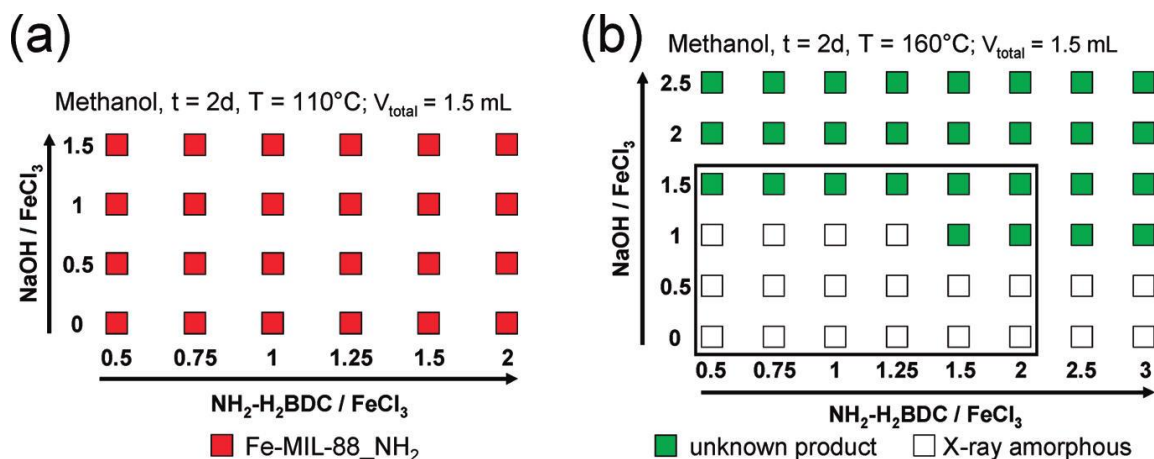 (a)
Methanol, t = 2d, T = 110°C; V_total = 1.5 mL
NaOH / FeCl₃
1.5
1
0.5
0
0.5 0.75 1 1.25 1.5 2
NH₂-H₂BDC / FeCl₃
Fe-MIL-88_NH₂
(b)
Methanol, t = 2d, T = 160°C; V_total = 1.5 mL
NaOH / FeCl₃
2.5
2
1.5
1
0.5
0
0.5 0.75 1 1.25 1.5 2 2.5 3
NH₂-H₂BDC / FeCl₃
unknown product X-ray amorphous